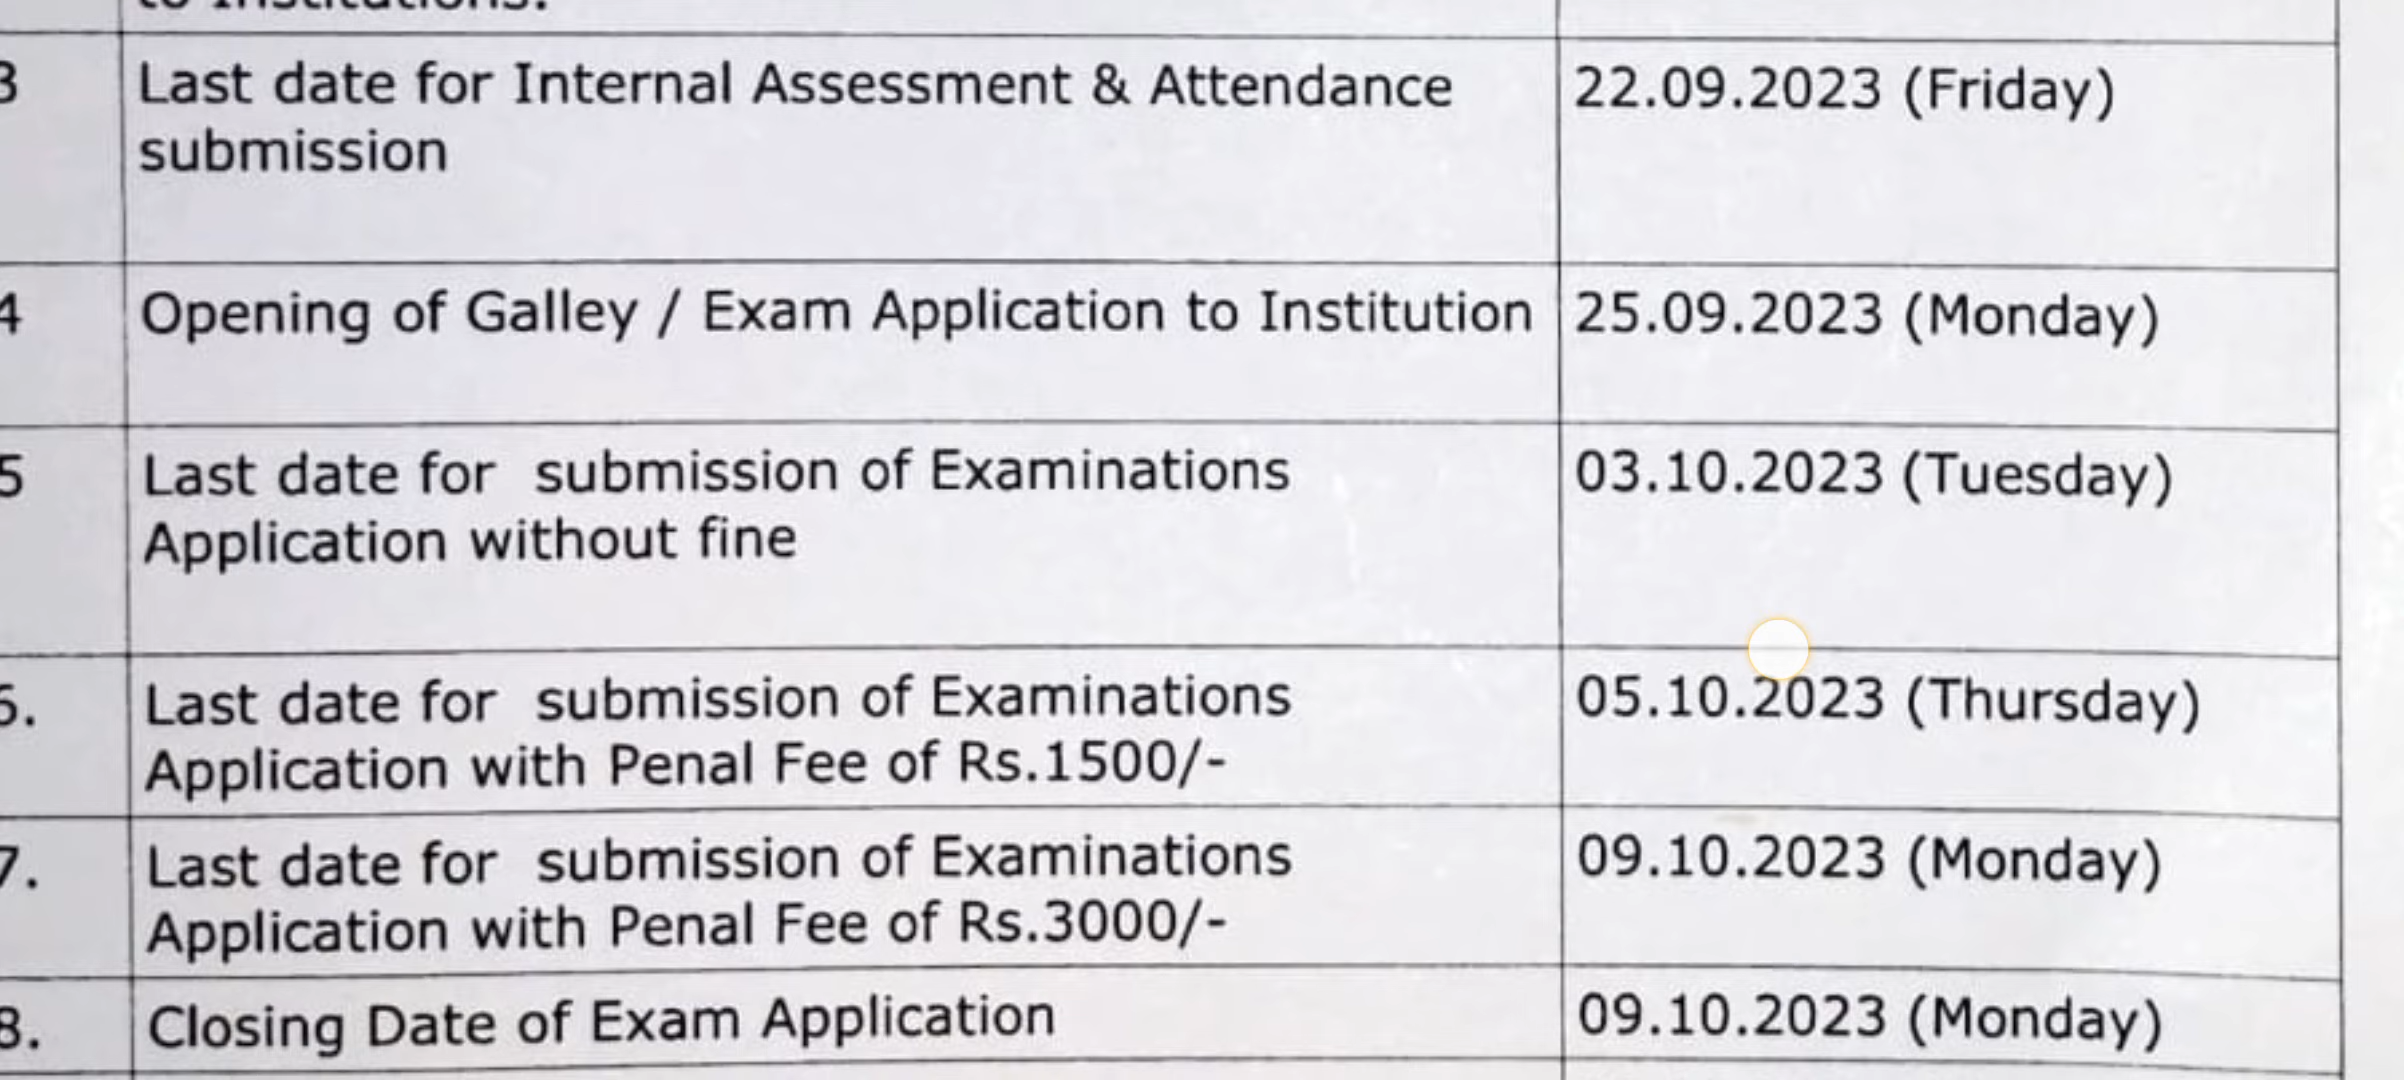 to Institutions.
3 Last date for Internal Assessment & Attendance 22.09.2023 (Friday)
submission
4 Opening of Galley / Exam Application to Institution 25.09.2023 (Monday)
5 Last date for submission of Examinations 03.10.2023 (Tuesday)
Application without fine
6. Last date for submission of Examinations 05.10.2023 (Thursday)
Application with Penal Fee of Rs.1500/-
7. Last date for submission of Examinations 09.10.2023 (Monday)
Application with Penal Fee of Rs.3000/-
8. Closing Date of Exam Application 09.10.2023 (Monday)